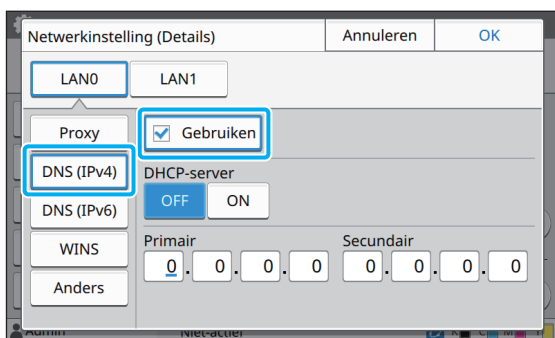 Netwerkinstelling (Details) Annuleren OK
LAN0 LAN1
Proxy
Gebruiken
DNS (IPv4)
DHCP-server
OFF ON
DNS (IPv6)
WINS
Primair Secundair
0 . 0 . 0 . 0 0 . 0 . 0 . 0
Anders
Admin Niet-actief K C M Y